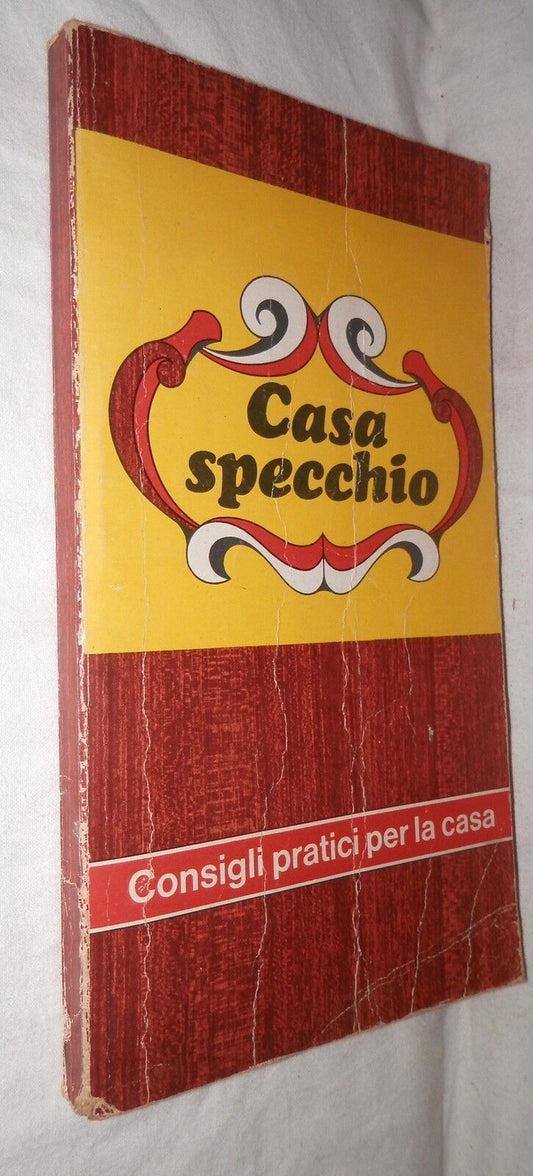 Casa
specchio
Consigli pratici per la casa